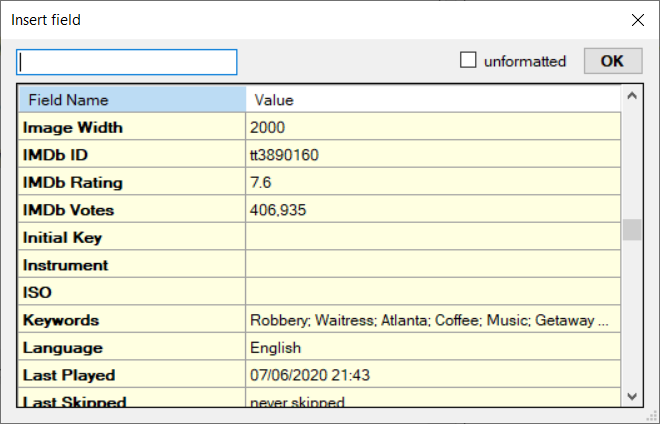 Insert field
unformatted OK
Field Name Value
Image Width 2000
IMDb ID tt3890160
IMDb Rating 7.6
IMDb Votes 406,935
Initial Key
Instrument
ISO
Keywords Robbery; Waitress; Atlanta; Coffee; Music; Getaway ...
Language English
Last Played 07/06/2020 21:43
Last Skipped never skipped